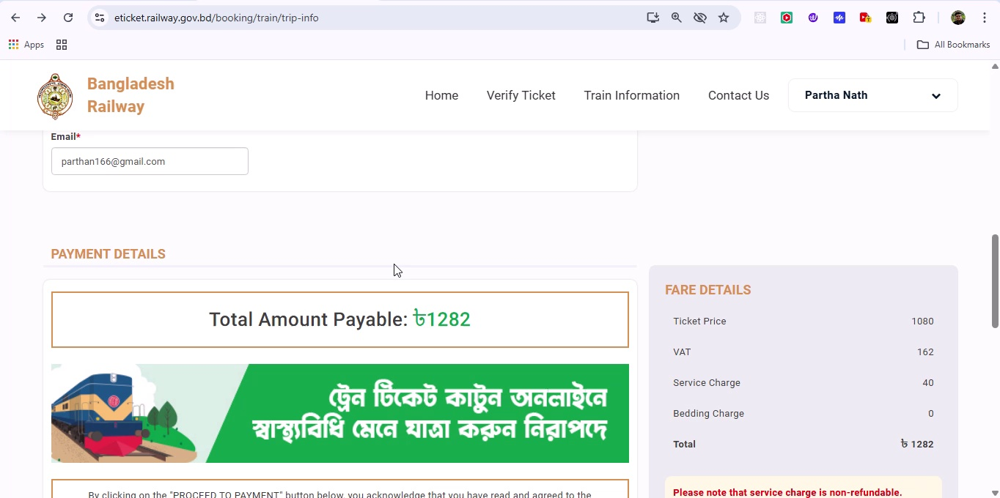 eticket.railway.gov.bd/booking/train/trip-info
Apps
All Bookmarks
Bangladesh
Railway
Home
Verify Ticket
Train Information
Contact Us
Partha Nath
Email*
parthan166@gmail.com
PAYMENT DETAILS
Total Amount Payable: ৳1282
ট্রেন টিকেট কাটুন অনলাইনে
স্বাস্থ্যবিধি মেনে যাত্রা করুন নিরাপদে
By clicking on the "PROCEED TO PAYMENT" button below, you acknowledge that you have read and agreed to the
FARE DETAILS
Ticket Price 1080
VAT 162
Service Charge 40
Bedding Charge 0
Total ৳ 1282
Please note that service charge is non-refundable.